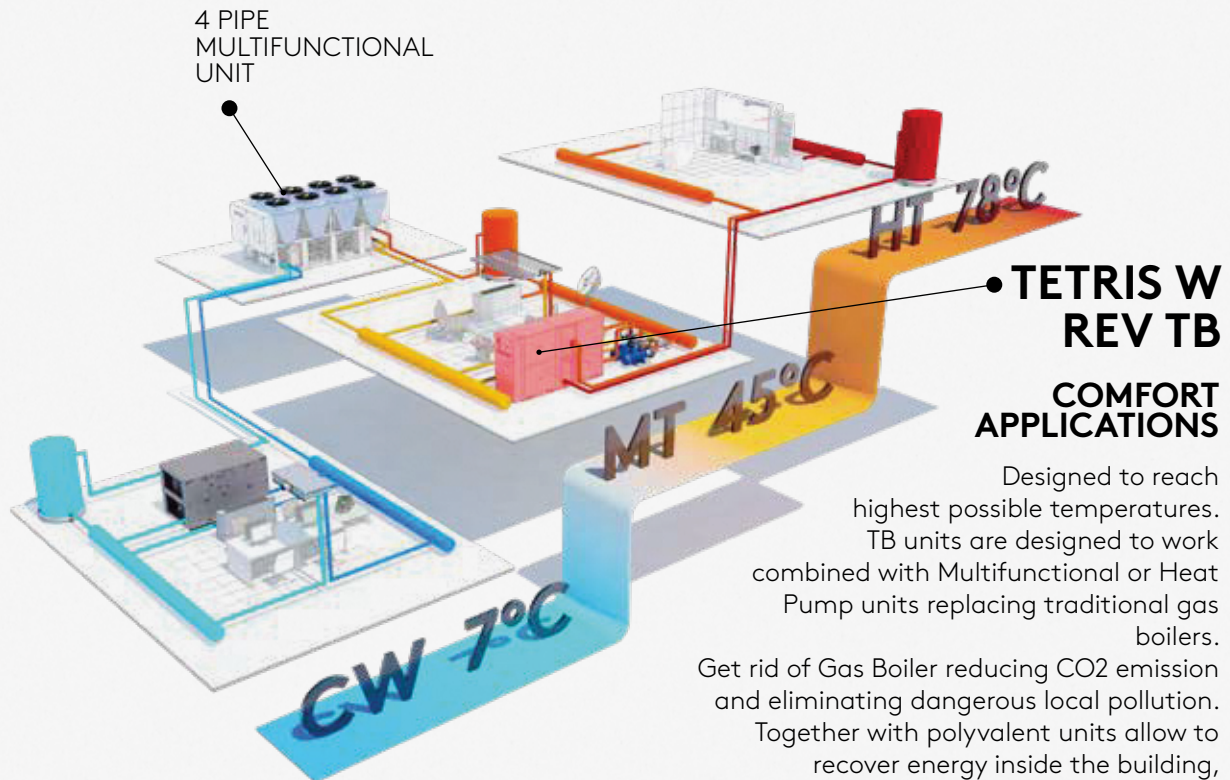 4 PIPE
MULTIFUNCTIONAL
UNIT
HT 78°C
TETRIS W
REV TB
MT 45°C
COMFORT
APPLICATIONS
Designed to reach
highest possible temperatures.
TB units are designed to work
combined with Multifunctional or Heat
Pump units replacing traditional gas
boilers.
Get rid of Gas Boiler reducing CO2 emission
and eliminating dangerous local pollution.
Together with polyvalent units allow to
recover energy inside the building,
CW 7°C